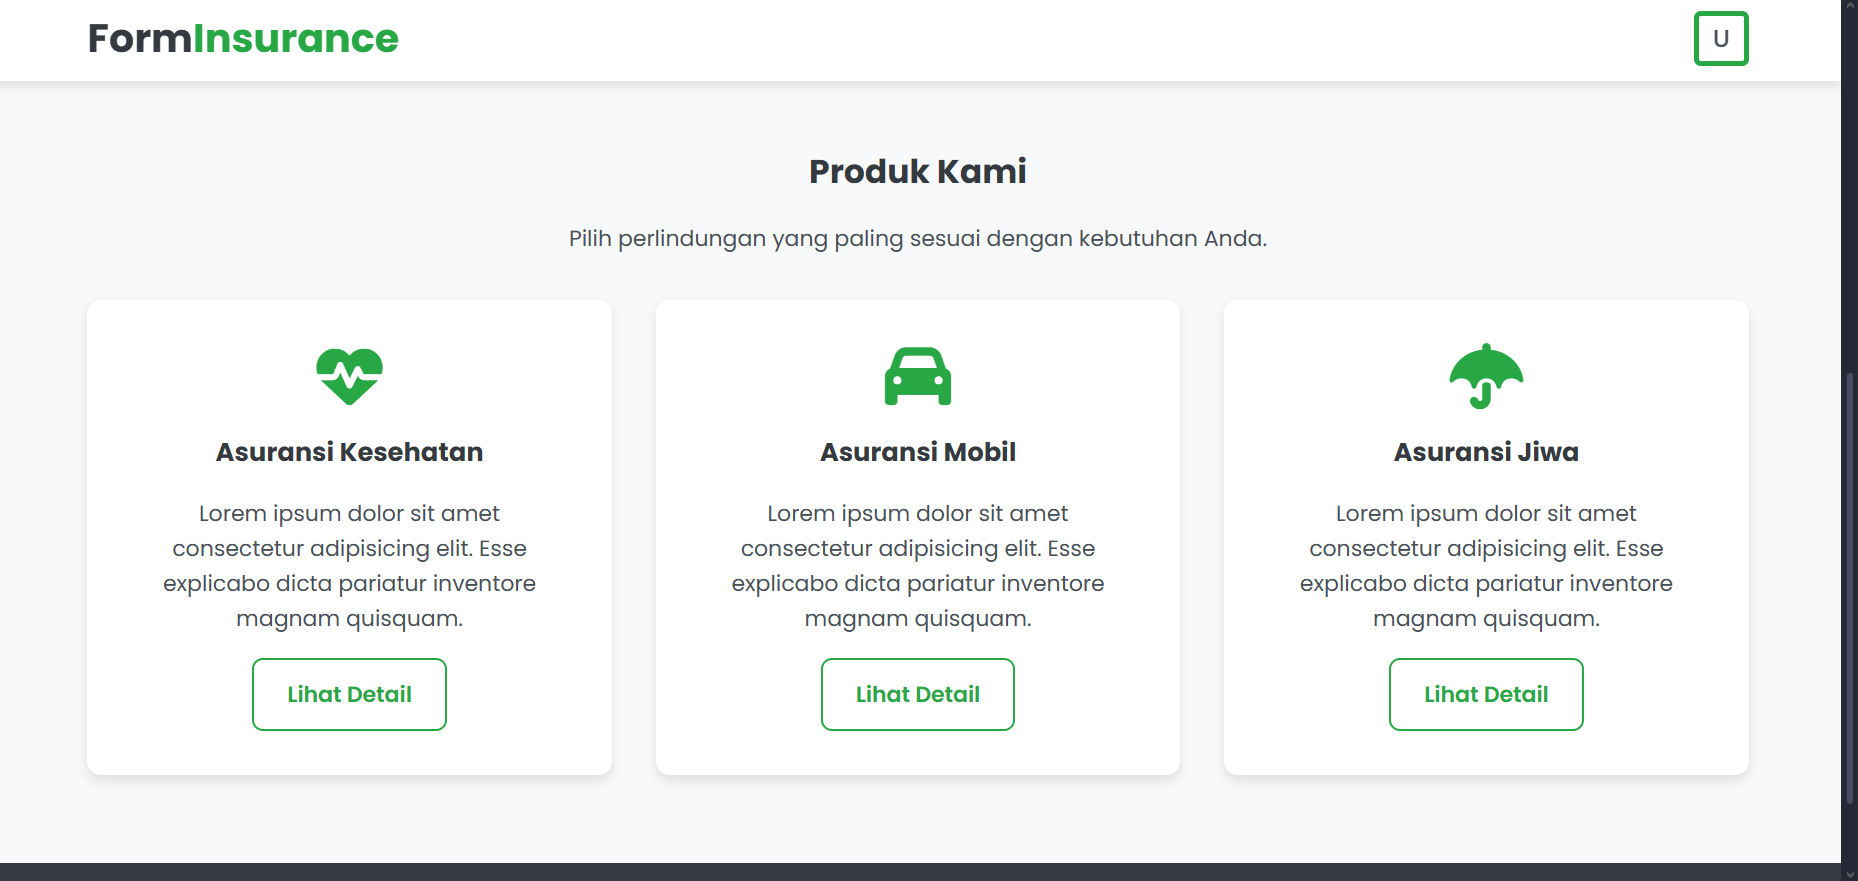 FormInsurance
U
Produk Kami
Pilih perlindungan yang paling sesuai dengan kebutuhan Anda.
Asuransi Kesehatan
Lorem ipsum dolor sit amet
consectetur adipisicing elit. Esse
explicabo dicta pariatur inventore
magnam quisquam.
Lihat Detail
Asuransi Mobil
Lorem ipsum dolor sit amet
consectetur adipisicing elit. Esse
explicabo dicta pariatur inventore
magnam quisquam.
Lihat Detail
Asuransi Jiwa
Lorem ipsum dolor sit amet
consectetur adipisicing elit. Esse
explicabo dicta pariatur inventore
magnam quisquam.
Lihat Detail